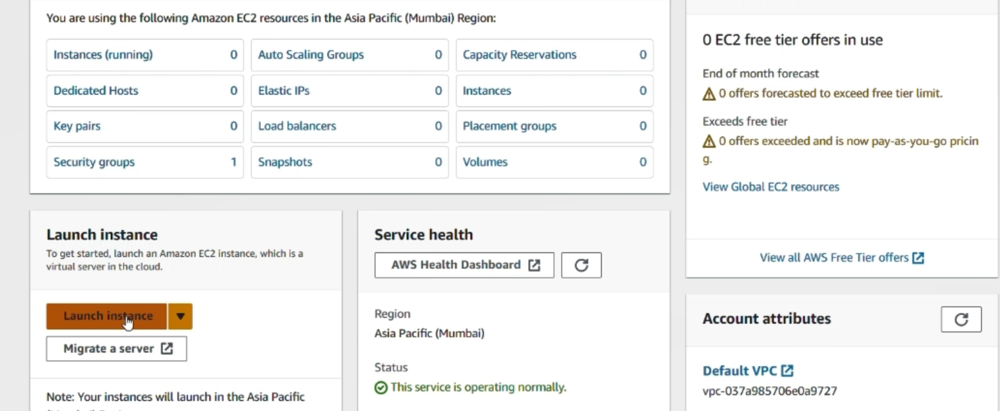 You are using the following Amazon EC2 resources in the Asia Pacific (Mumbai) Region:
Instances (running) 0
Auto Scaling Groups 0
Capacity Reservations 0
Dedicated Hosts 0
Elastic IPs 0
Instances 0
Key pairs 0
Load balancers 0
Placement groups 0
Security groups 1
Snapshots 0
Volumes 0
Launch instance
To get started, launch an Amazon EC2 instance, which is a
virtual server in the cloud.
Launch instance
Migrate a server
Note: Your instances will launch in the Asia Pacific
Service health
AWS Health Dashboard
Region
Asia Pacific (Mumbai)
Status
This service is operating normally.
0 EC2 free tier offers in use
End of month forecast
0 offers forecasted to exceed free tier limit.
Exceeds free tier
0 offers exceeded and is now pay-as-you-go pricin
g.
View Global EC2 resources
View all AWS Free Tier offers
Account attributes
Default VPC
vpc-037a985706e0a9727